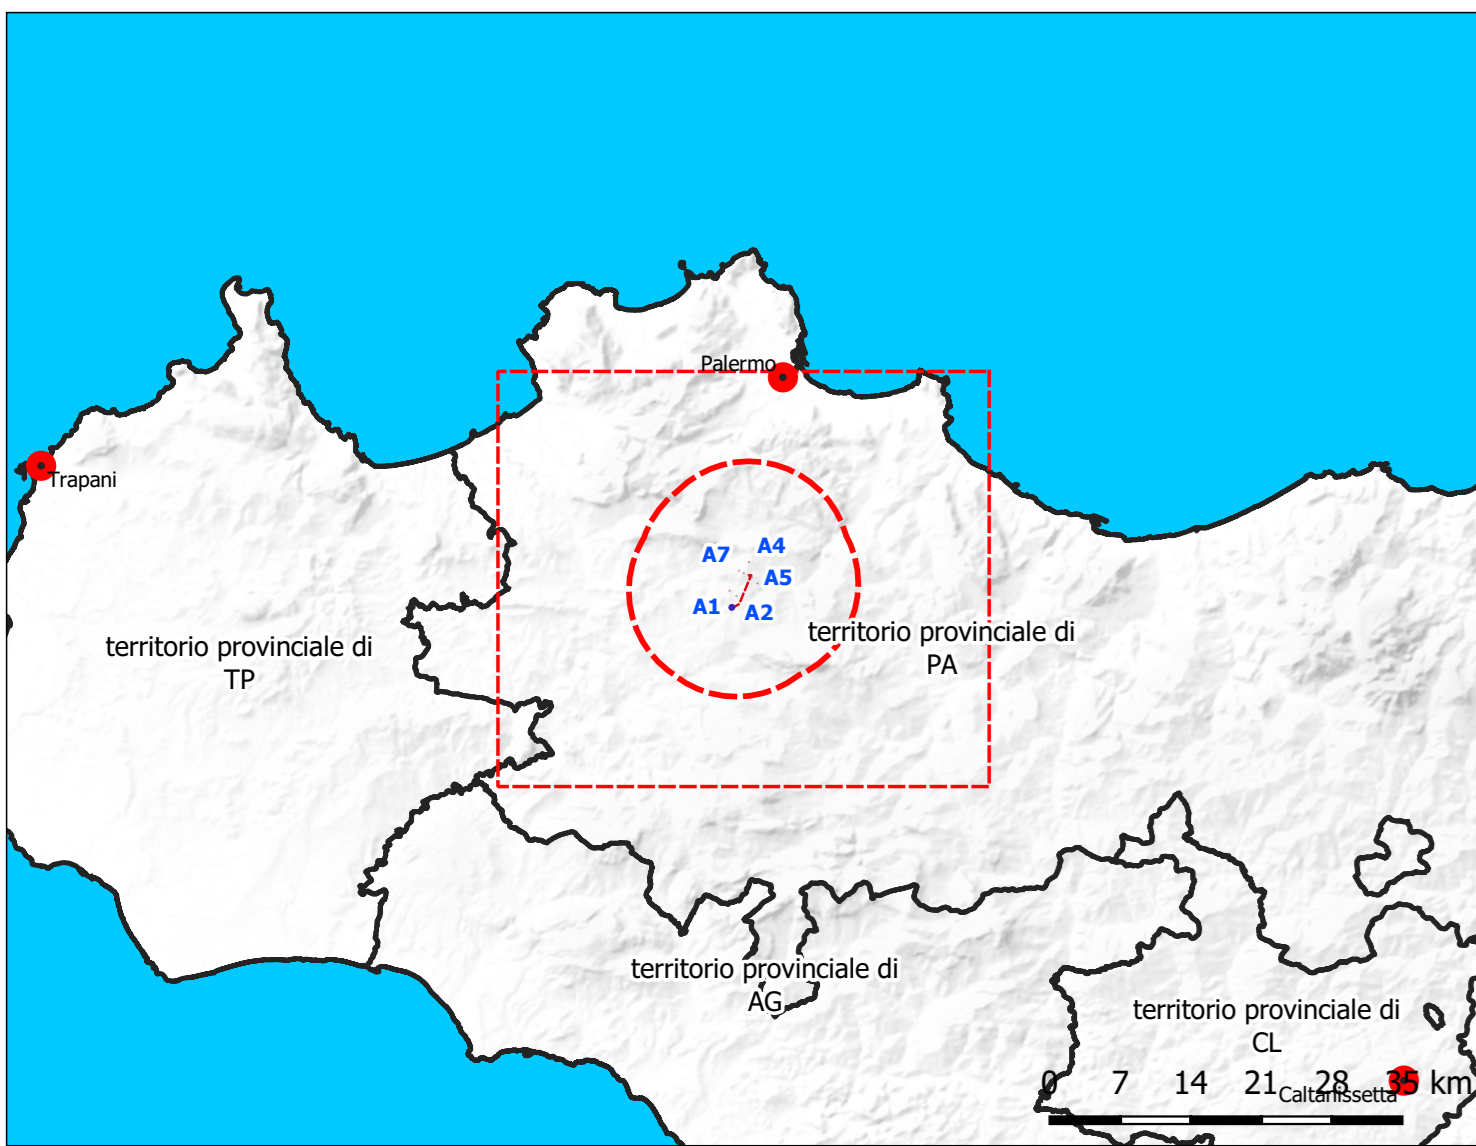 Palermo
Trapani
A7
A4
A5
A1
A2
territorio provinciale di
TP
territorio provinciale di
PA
territorio provinciale di
AG
territorio provinciale di
CL
0 7 14 21 28 35 km
Caltanissetta